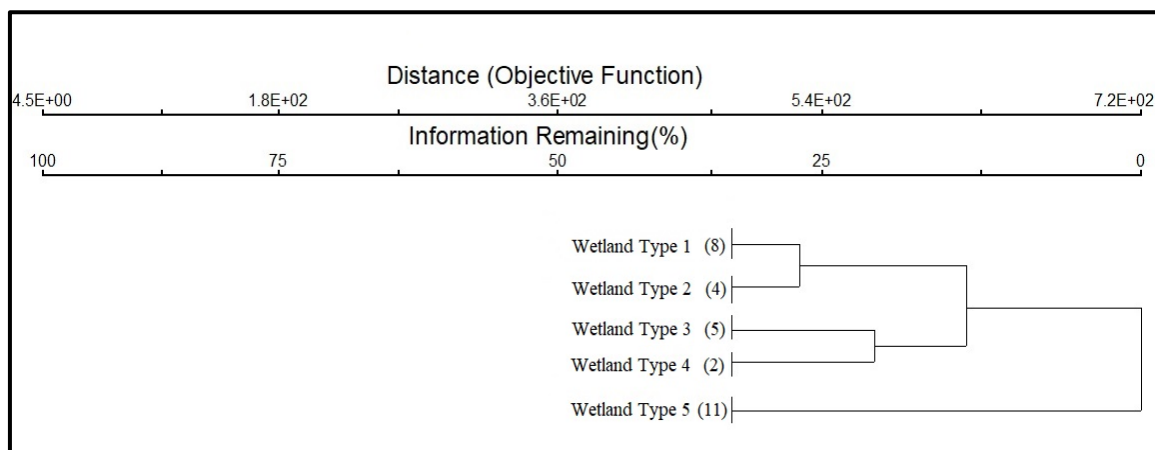 Distance (Objective Function)
4.5E+00 1.8E+02 3.6E+02 5.4E+02 7.2E+02
Information Remaining(%)
100 75 50 25 0
Wetland Type 1 (8)
Wetland Type 2 (4)
Wetland Type 3 (5)
Wetland Type 4 (2)
Wetland Type 5 (11)